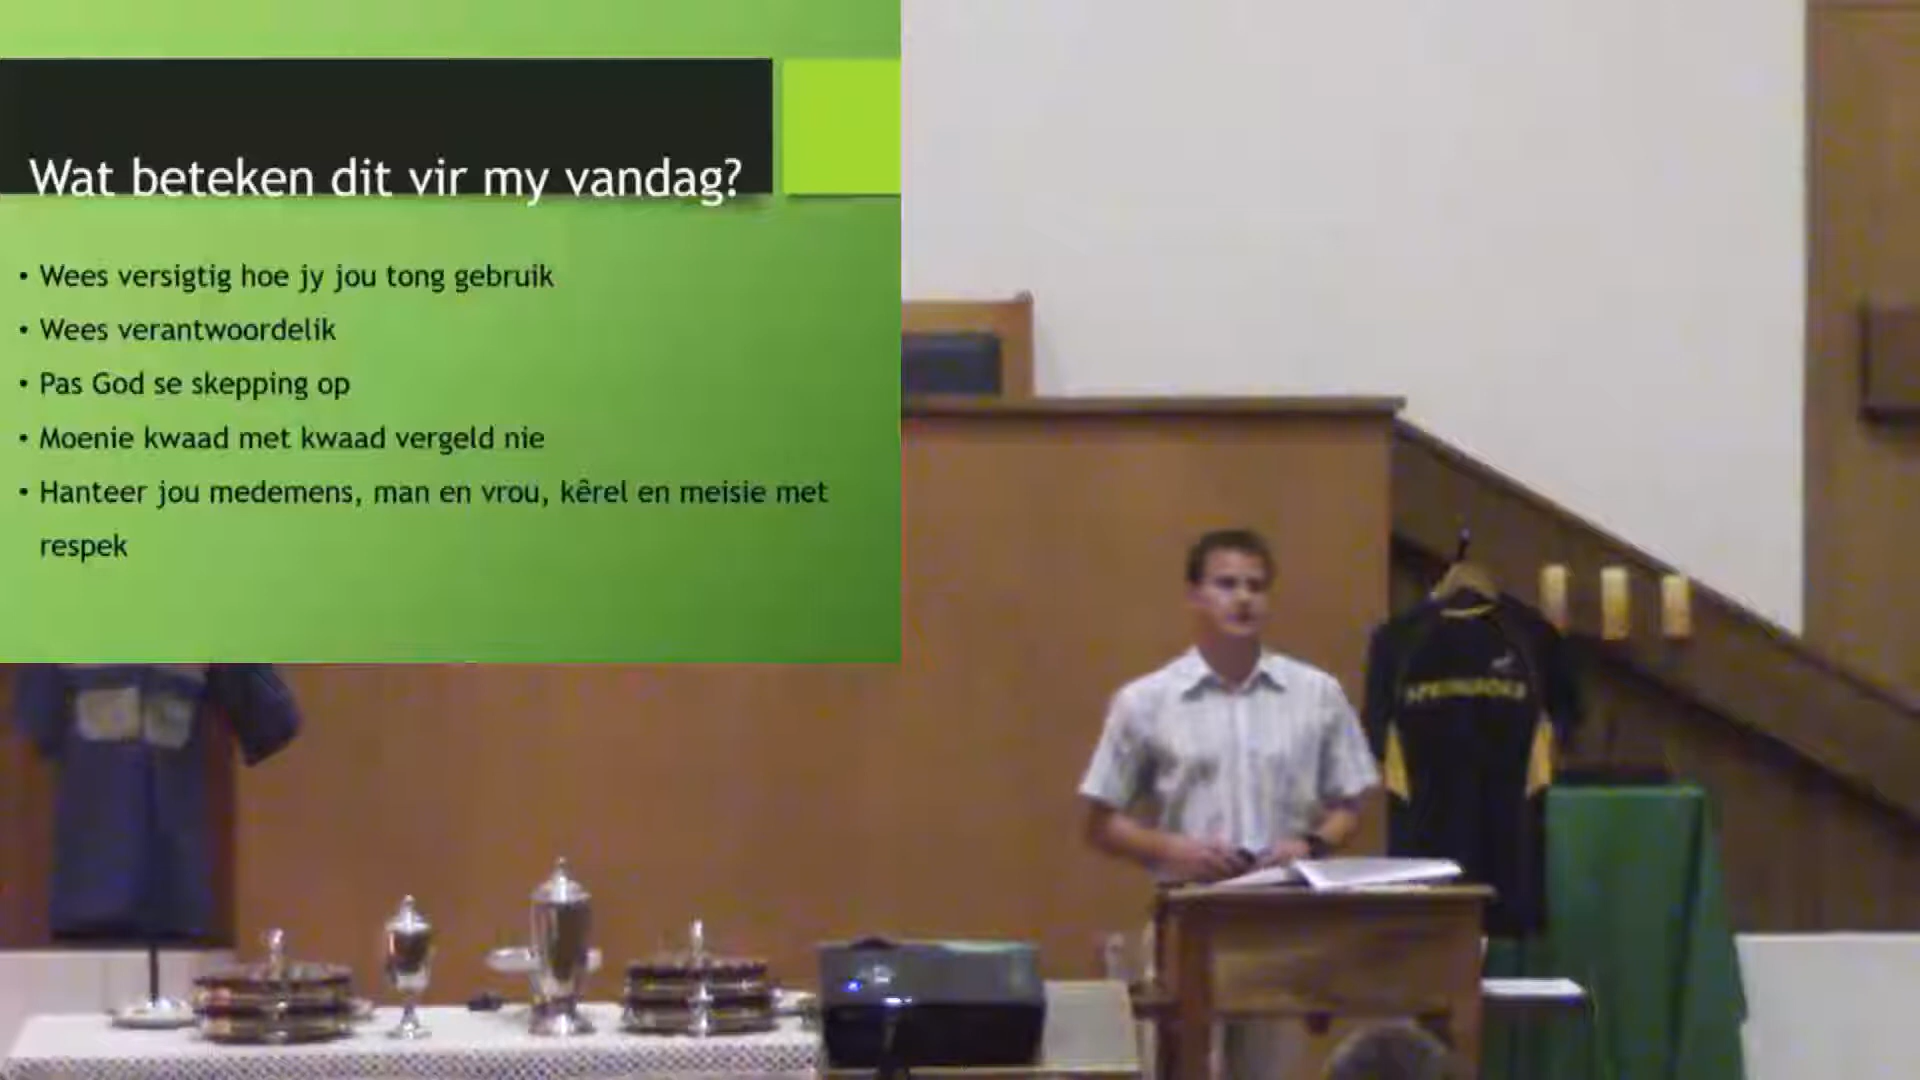 Wat beteken dit vir my vandag?
• Wees versigtig hoe jy jou tong gebruik
• Wees verantwoordelik
• Pas God se skepping op
• Moenie kwaad met kwaad vergeld nie
• Hanteer jou medemens, man en vrou, kêrel en meisie met
respek
SPRINGBOKS